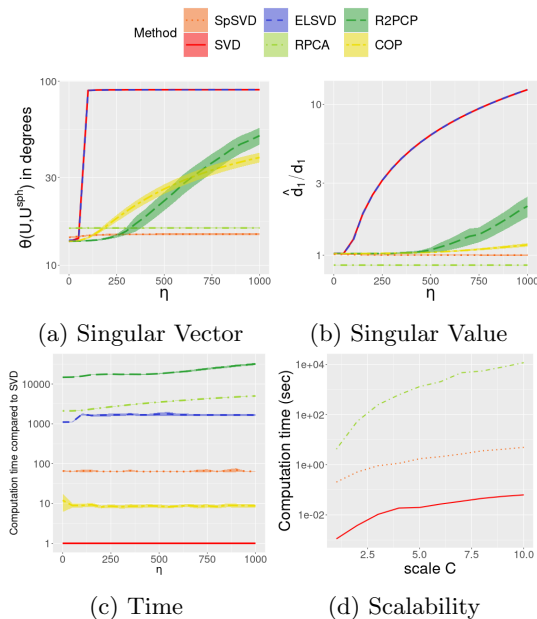 Method
SpSVD
ELSVD
R2PCP
SVD
RPCA
COP
100
30
10
θ(U,U^sph) in degrees
0
250
500
750
1000
η
10
3
1
d̂₁/d₁
0
250
500
750
1000
η
(a) Singular Vector
(b) Singular Value
10000
1000
100
10
1
Computation time compared to SVD
0
250
500
750
1000
η
1e+04
1e+02
1e+00
1e-02
Computation time (sec)
2.5
5.0
7.5
10.0
scale C
(c) Time
(d) Scalability